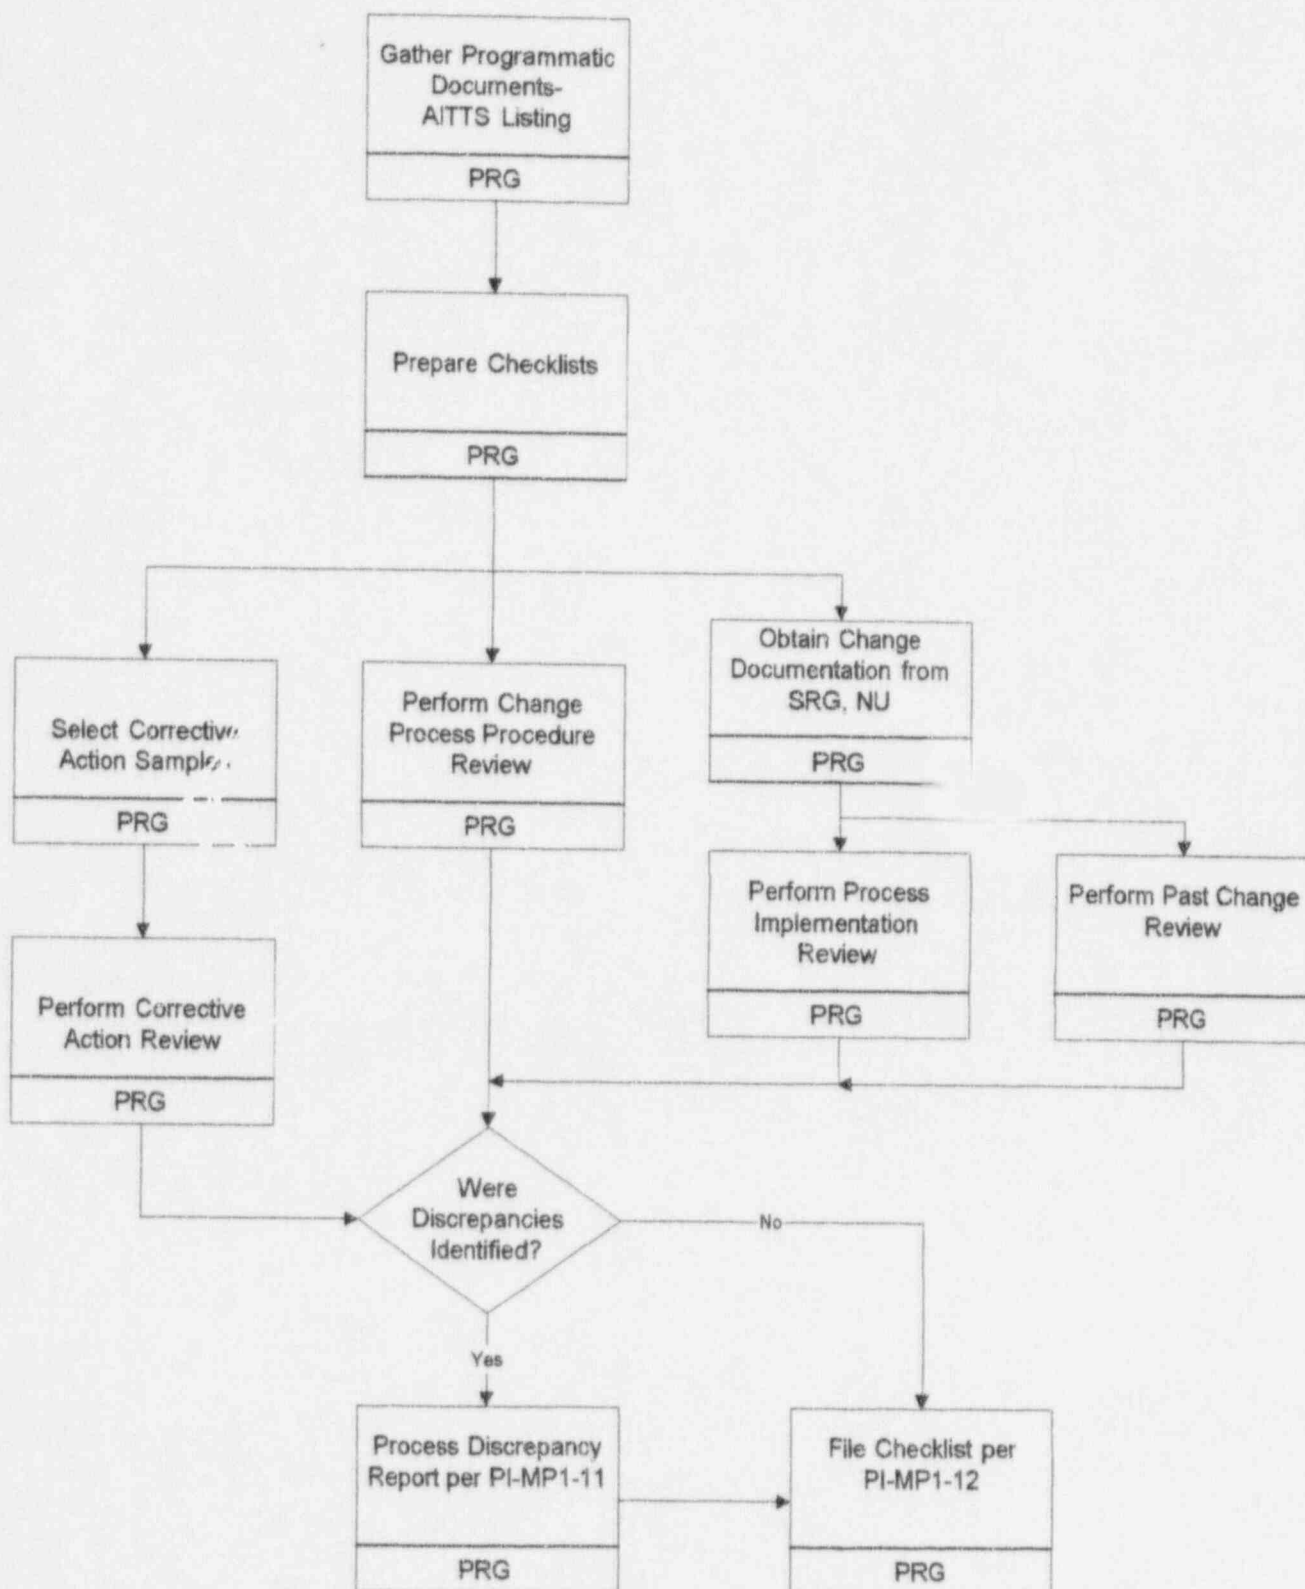 Gather Programmatic
Documents-
AITTS Listing
PRG
Prepare Checklists
PRG
Select Corrective
Action Sample
PRG
Perform Change
Process Procedure
Review
PRG
Obtain Change
Documentation from
SRG, NU
PRG
Perform Process
Implementation
Review
PRG
Perform Past Change
Review
PRG
Perform Corrective
Action Review
PRG
Were
Discrepancies
Identified?
No
Yes
Process Discrepancy
Report per PI-MP1-11
PRG
File Checklist per
PI-MP1-12
PRG